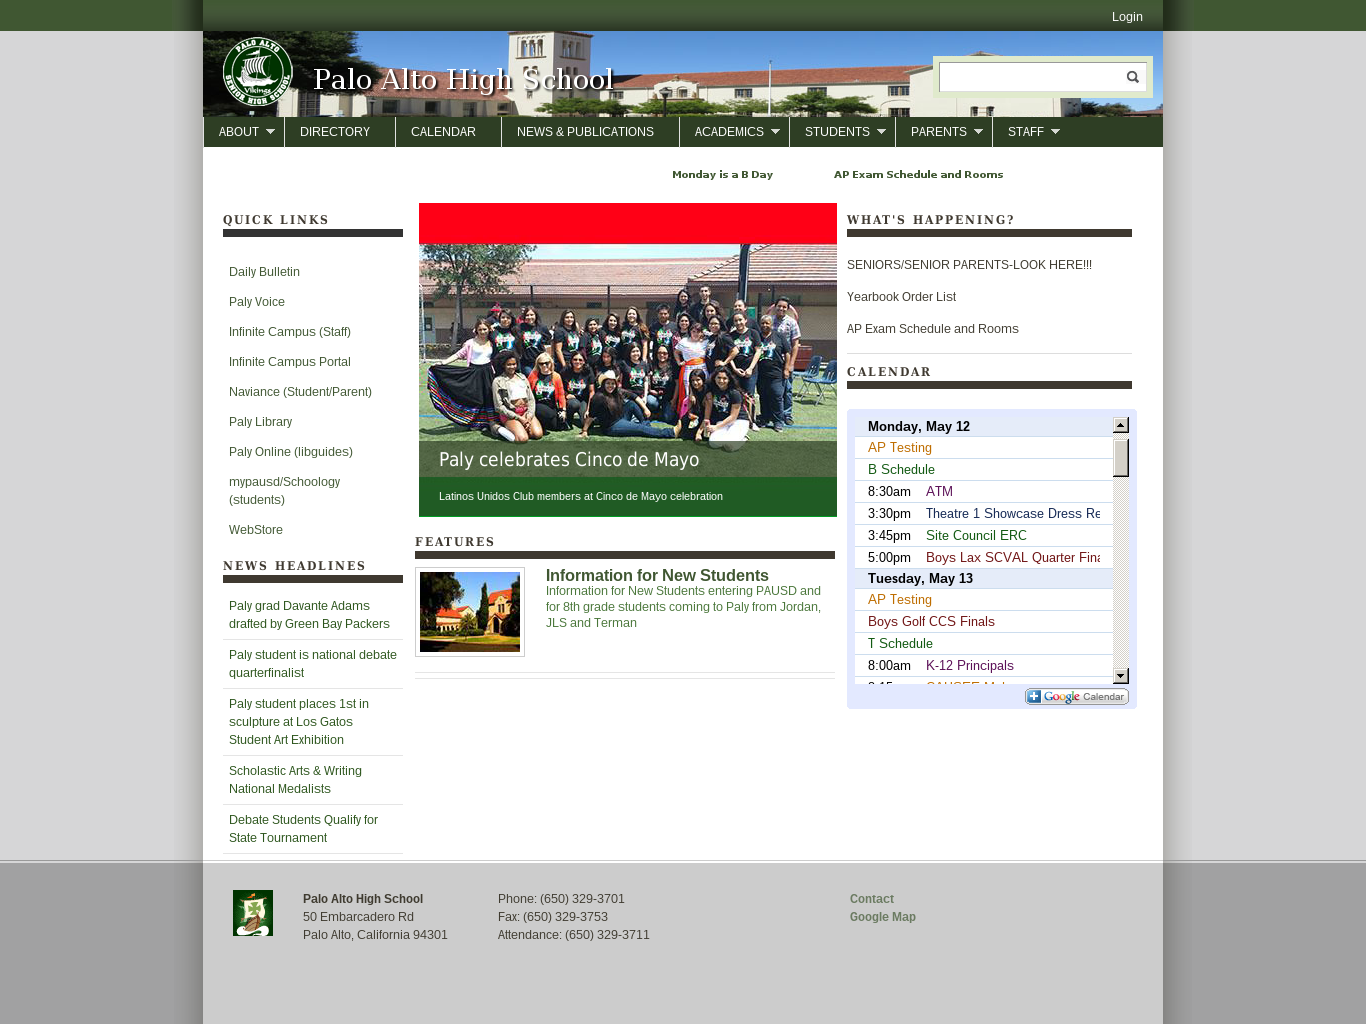 Login
PALO ALTO
Vikings
SENIOR HIGH SCHOOL
Palo Alto High School
ABOUT
DIRECTORY
CALENDAR
NEWS & PUBLICATIONS
ACADEMICS
STUDENTS
PARENTS
STAFF
Monday is a B Day
AP Exam Schedule and Rooms
QUICK LINKS
Daily Bulletin
Paly Voice
Infinite Campus (Staff)
Infinite Campus Portal
Naviance (Student/Parent)
Paly Library
Paly Online (libguides)
mypausd/Schoology
(students)
WebStore
NEWS HEADLINES
Paly grad Davante Adams
drafted by Green Bay Packers
Paly student is national debate
quarterfinalist
Paly student places 1st in
sculpture at Los Gatos
Student Art Exhibition
Scholastic Arts & Writing
National Medalists
Debate Students Qualify for
State Tournament
Paly celebrates Cinco de Mayo
Latinos Unidos Club members at Cinco de Mayo celebration
FEATURES
Information for New Students
Information for New Students entering PAUSD and
for 8th grade students coming to Paly from Jordan,
JLS and Terman
WHAT'S HAPPENING?
SENIORS/SENIOR PARENTS-LOOK HERE!!!
Yearbook Order List
AP Exam Schedule and Rooms
CALENDAR
Monday, May 12
AP Testing
B Schedule
8:30am ATM
3:30pm Theatre 1 Showcase Dress Re
3:45pm Site Council ERC
5:00pm Boys Lax SCVAL Quarter Fina
Tuesday, May 13
AP Testing
Boys Golf CCS Finals
T Schedule
8:00am K-12 Principals
Google Calendar
Palo Alto High School
50 Embarcadero Rd
Palo Alto, California 94301
Phone: (650) 329-3701
Fax: (650) 329-3753
Attendance: (650) 329-3711
Contact
Google Map